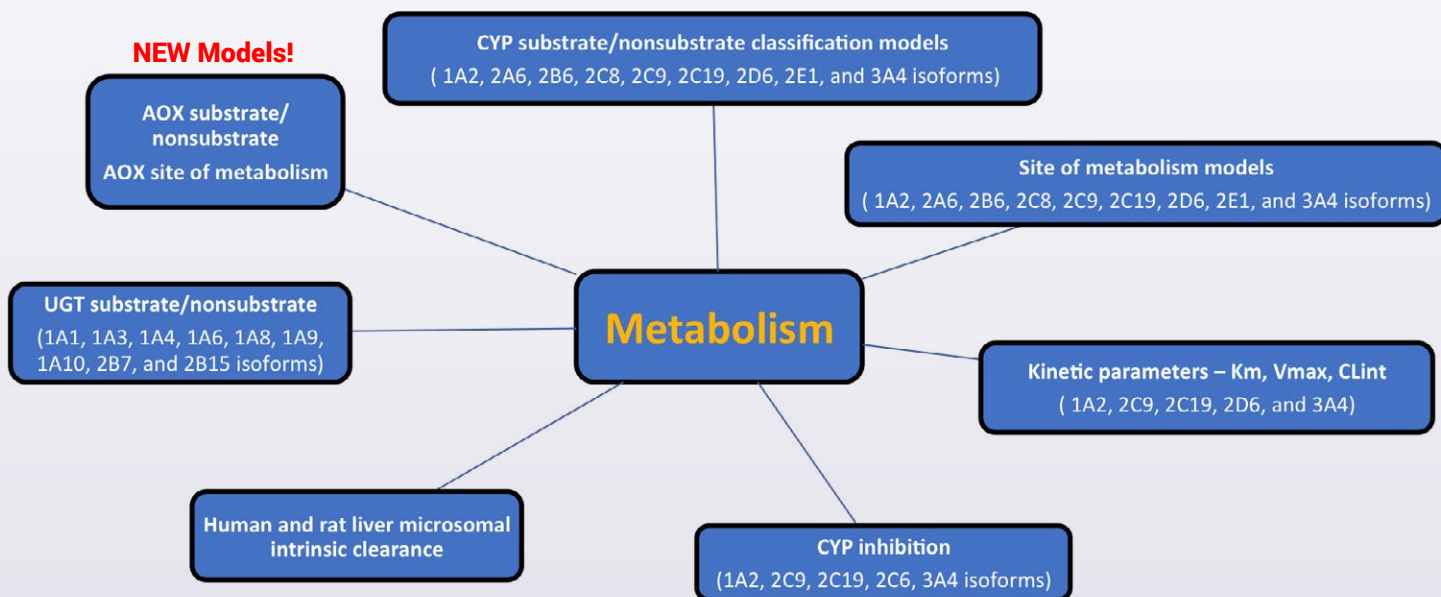 NEW Models!
CYP substrate/nonsubstrate classification models
( 1A2, 2A6, 2B6, 2C8, 2C9, 2C19, 2D6, 2E1, and 3A4 isoforms)
AOX substrate/
nonsubstrate
AOX site of metabolism
Site of metabolism models
( 1A2, 2A6, 2B6, 2C8, 2C9, 2C19, 2D6, 2E1, and 3A4 isoforms)
UGT substrate/nonsubstrate
(1A1, 1A3, 1A4, 1A6, 1A8, 1A9,
1A10, 2B7, and 2B15 isoforms)
Metabolism
Kinetic parameters – Km, Vmax, CLint
( 1A2, 2C9, 2C19, 2D6, and 3A4)
Human and rat liver microsomal
intrinsic clearance
CYP inhibition
(1A2, 2C9, 2C19, 2C6, 3A4 isoforms)